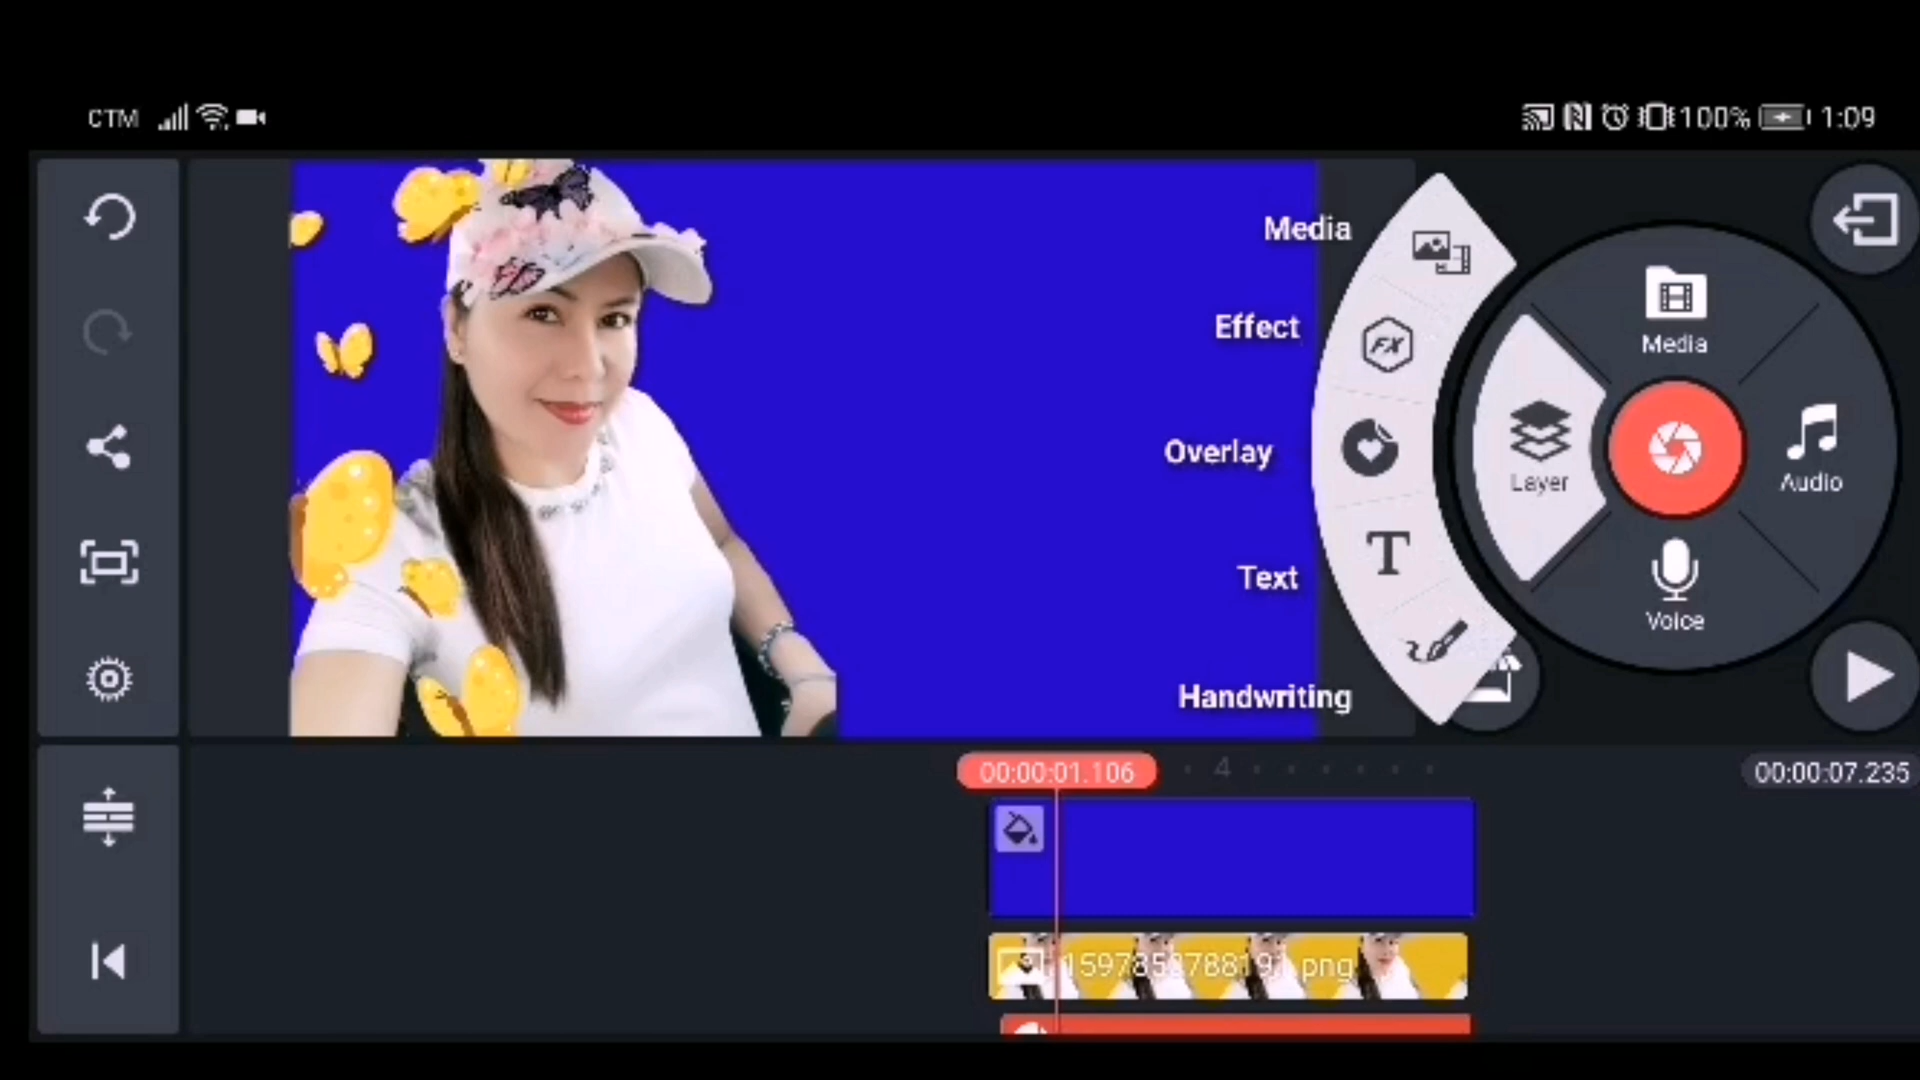 CTM
100%
1:09
Media
Effect
Overlay
Text
Handwriting
FX
T
Media
Layer
Audio
Voice
00:00:01.106
4
00:00:07.235
.png